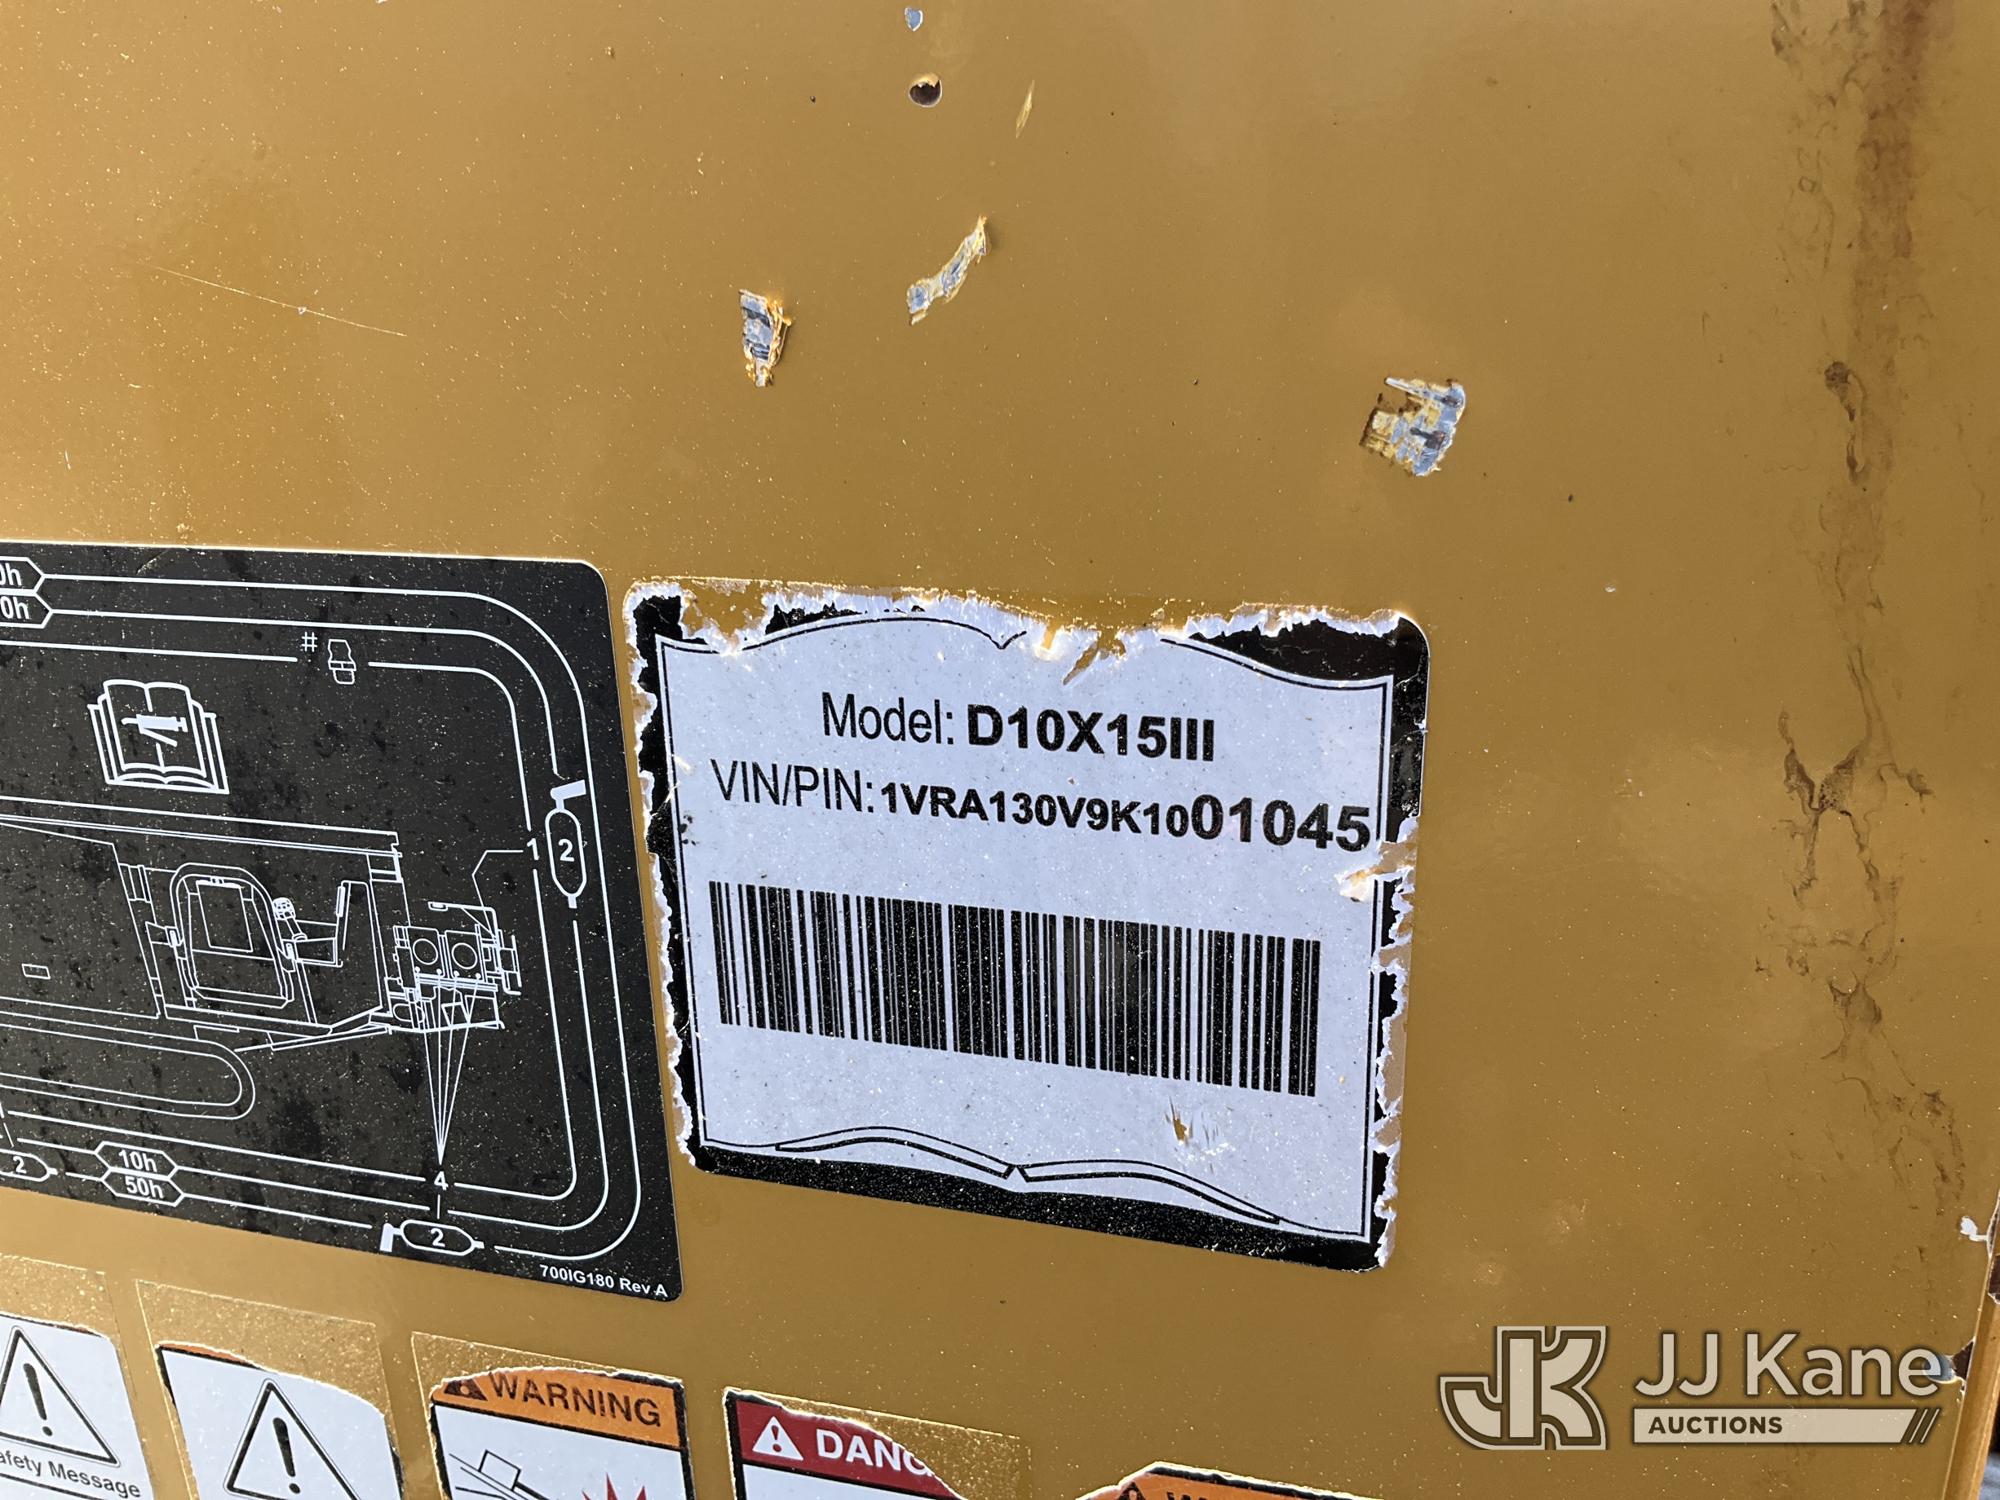 0h
0h
#
Model: D10X15III
VIN/PIN: 1VRA130V9K1001045
1 2
10h
50h
2
4
2
700IG180 Rev A
WARNING
DANG
afety Message
JJ Kane
AUCTIONS